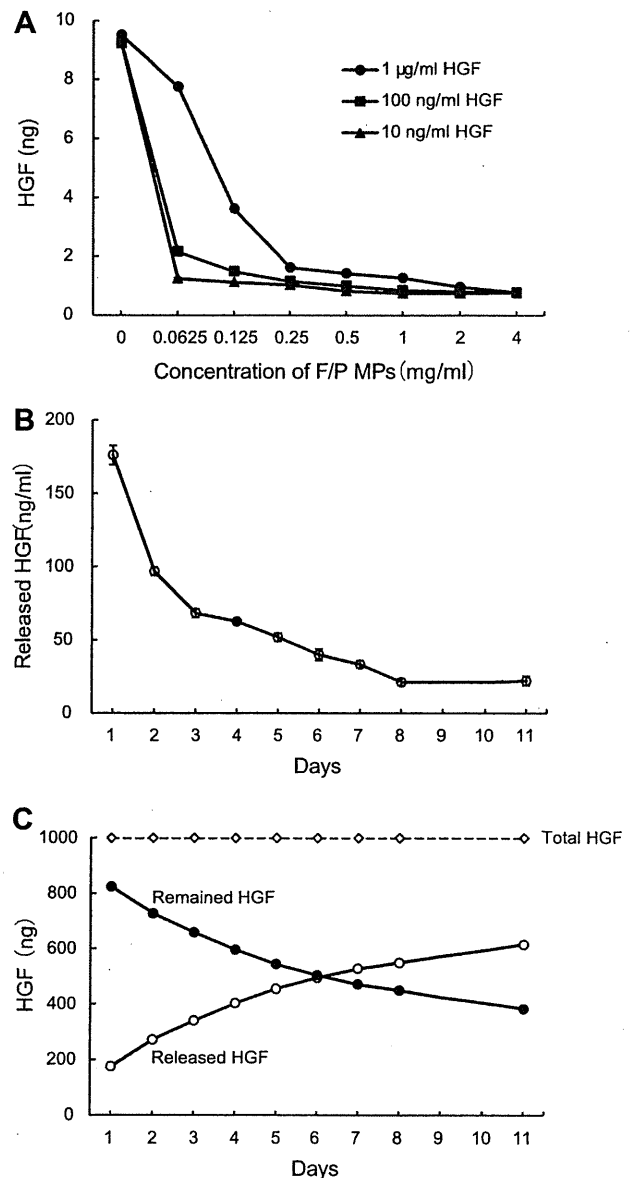 A
10
8
6
4
2
0
HGF (ng)
1 µg/ml HGF
100 ng/ml HGF
10 ng/ml HGF
0 0.0625 0.125 0.25 0.5 1 2 4
Concentration of F/P MPs (mg/ml)
B
200
150
100
50
0
Released HGF(ng/ml)
1 2 3 4 5 6 7 8 9 10 11
Days
C
1000
800
600
400
200
0
HGF (ng)
Total HGF
Remained HGF
Released HGF
1 2 3 4 5 6 7 8 9 10 11
Days